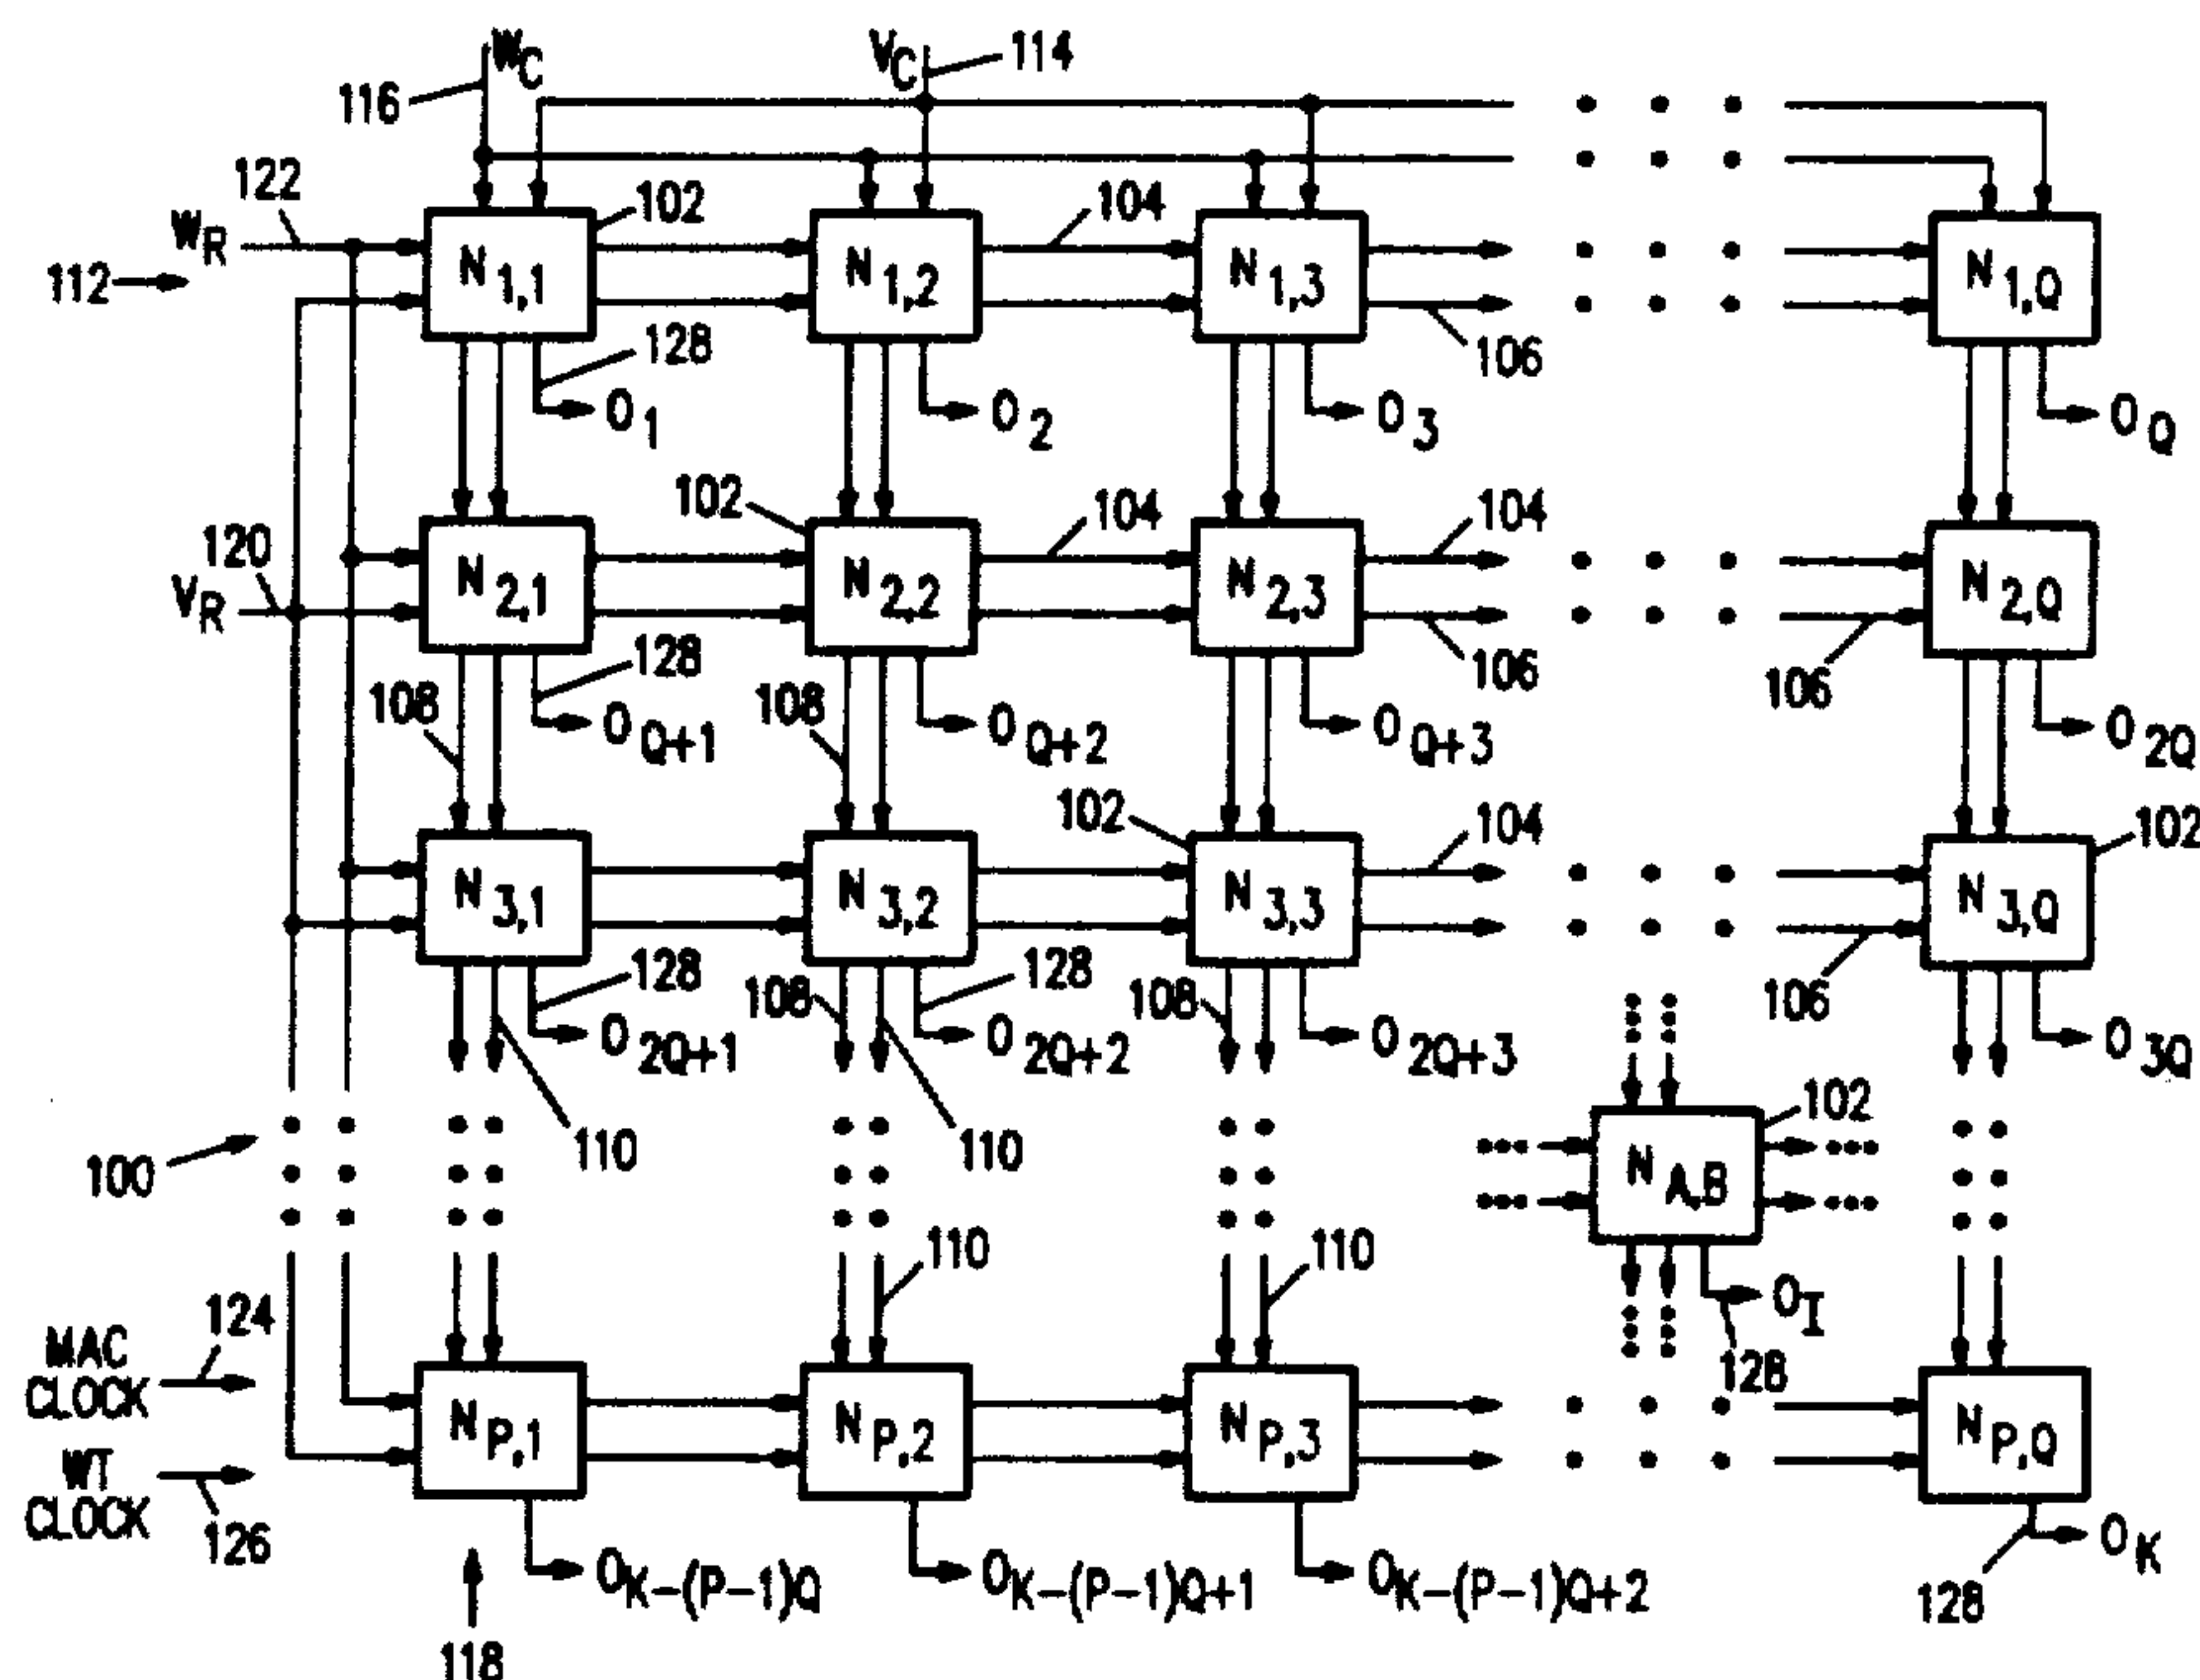 W_C V_C 114
116
122 102 104
W_R
N_1,1 N_1,2 N_1,3 N_1,Q
112
128 106
O_1 O_2 O_3 O_Q
102 104 104
120
N_2,1 N_2,2 N_2,3 N_2,Q
V_R
128 106 106
108 108
O_Q+1 O_Q+2 O_Q+3 O_2Q
102 104 102
N_3,1 N_3,2 N_3,3 N_3,Q
128 108 128 108 106
O_2Q+1 O_2Q+2 O_2Q+3 O_3Q
102
100 110 110
N_A,B
110 110
124 O_I
MAC CLOCK
128
N_P,1 N_P,2 N_P,3 N_P,Q
WT CLOCK
126
O_K-(P-1)Q O_K-(P-1)Q+1 O_K-(P-1)Q+2 O_K
128
118